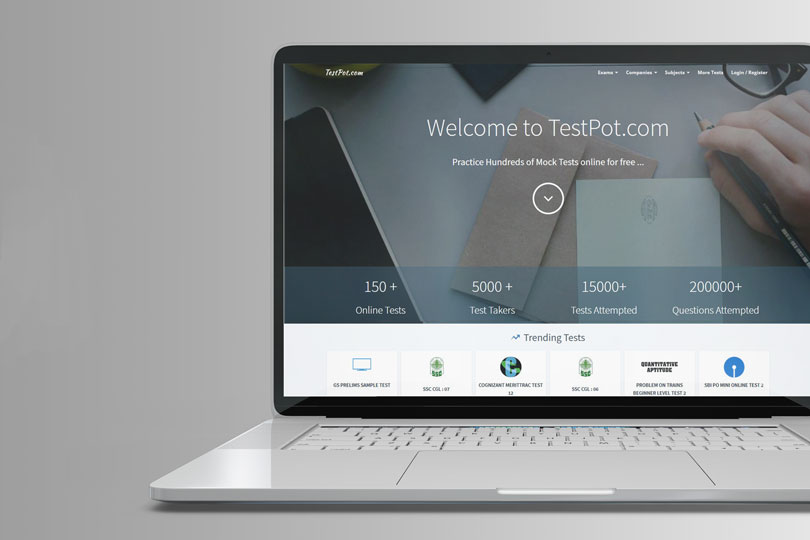 TestPot.com
Exams Companies Subjects More Tests Login / Register
Welcome to TestPot.com
Practice Hundreds of Mock Tests online for free ...
150 + 5000 + 15000+ 200000+
Online Tests Test Takers Tests Attempted Questions Attempted
Trending Tests
SSC SSC QUANTITATIVE
APTITUDE
GS PRELIMS SAMPLE TEST SSC CGL : 07 COGNIZANT MERITTRAC TEST 12 SSC CGL : 06 PROBLEM ON TRAINS BEGINNER LEVEL TEST 2 SBI PO MINI ONLINE TEST 2